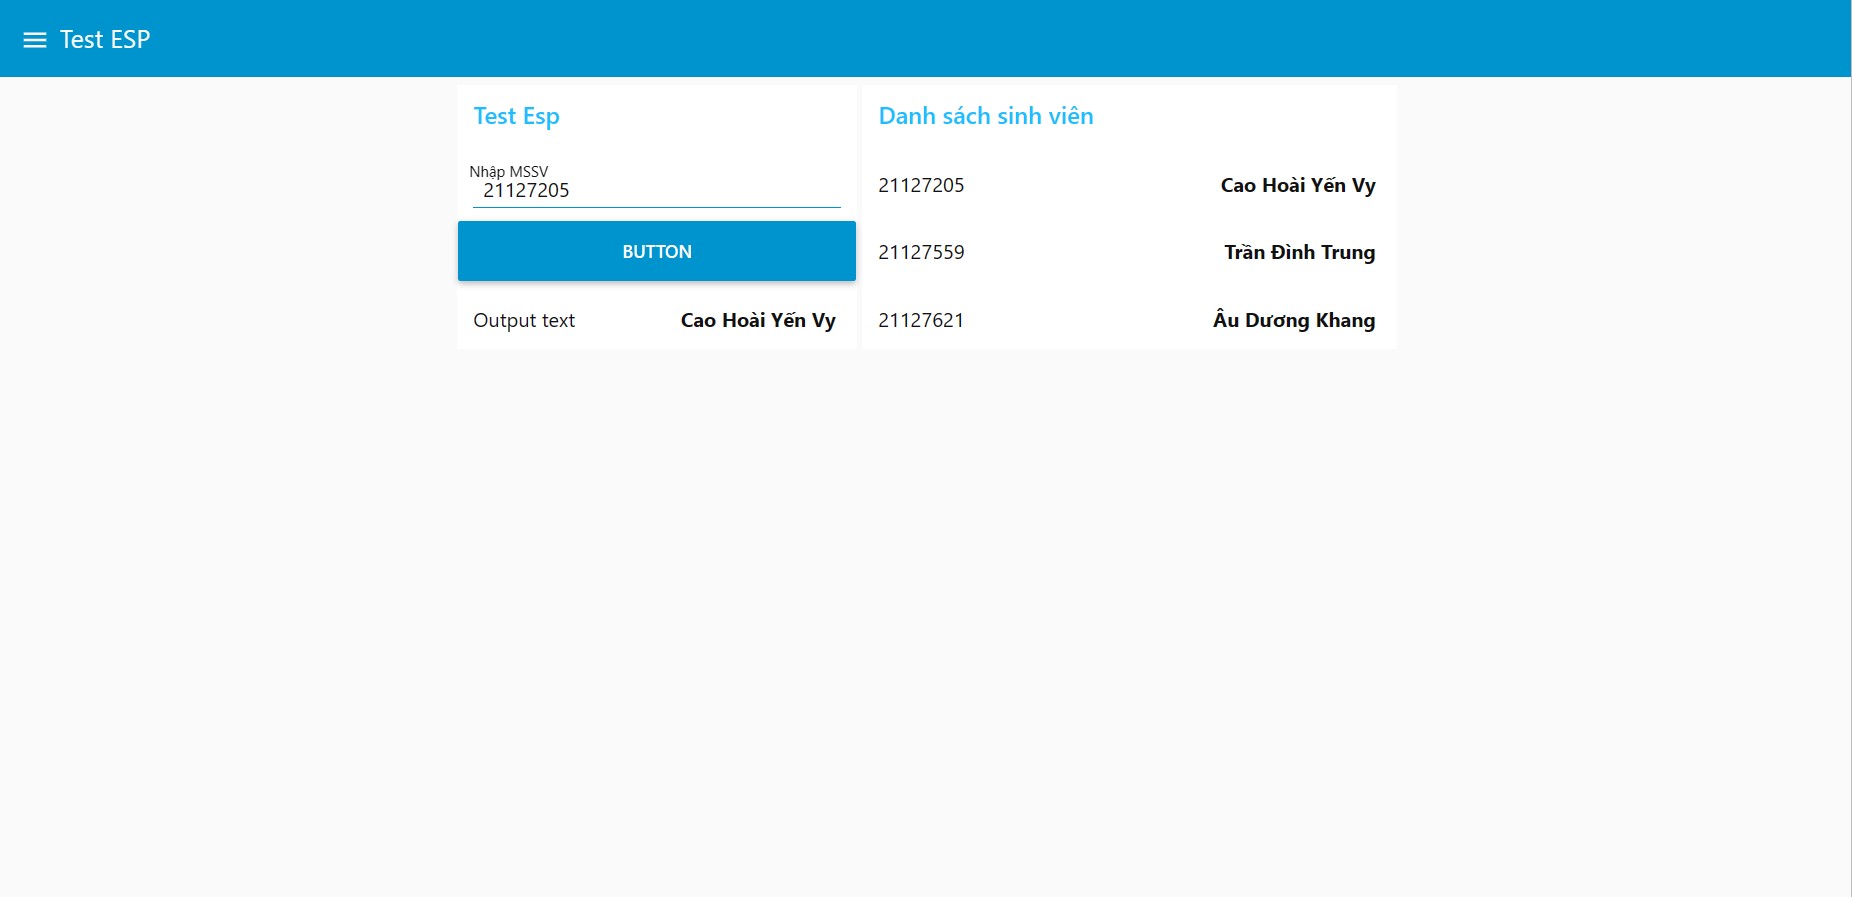 Test ESP
Test Esp
Nhập MSSV
21127205
BUTTON
Output text Cao Hoài Yến Vy
Danh sách sinh viên
21127205 Cao Hoài Yến Vy
21127559 Trần Đình Trung
21127621 Âu Dương Khang